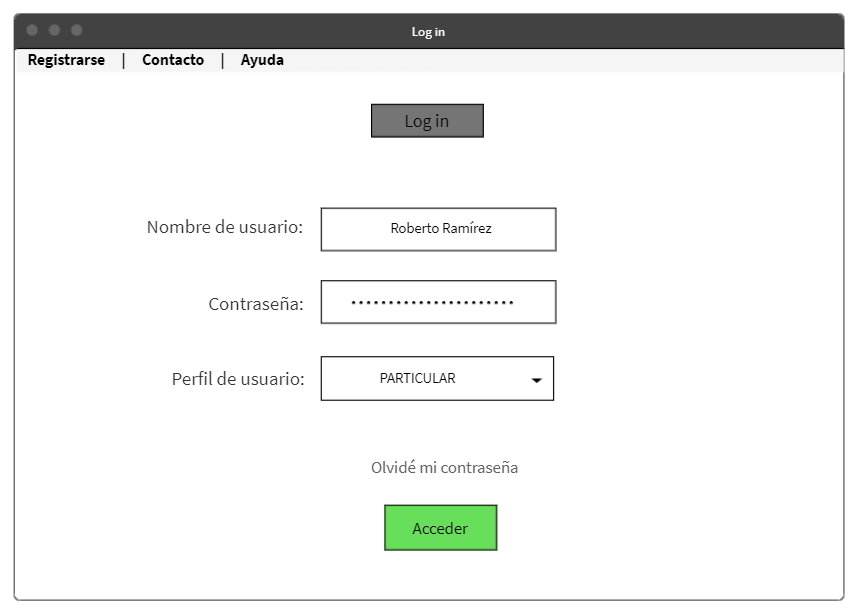 Log in
Registrarse | Contacto | Ayuda
Log in
Nombre de usuario: Roberto Ramírez
Contraseña: ••••••••••••••••••••••
Perfil de usuario: PARTICULAR
Olvidé mi contraseña
Acceder